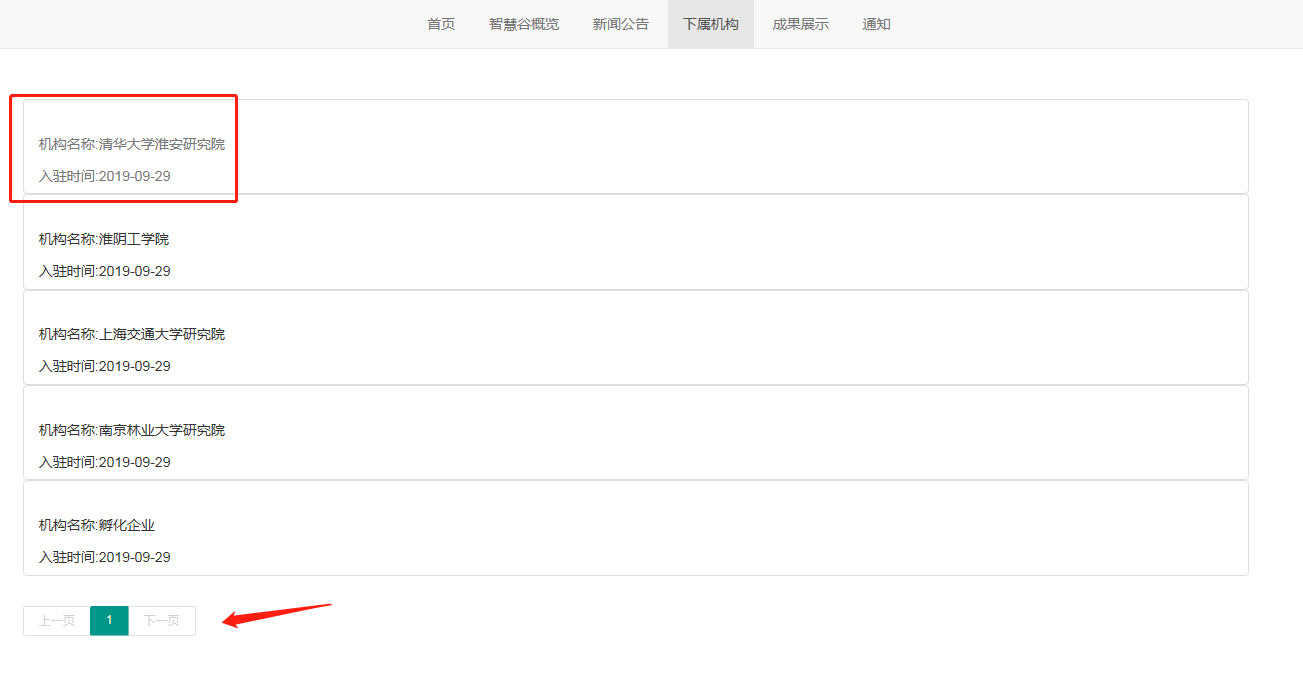 首页 智慧谷概览 新闻公告 下属机构 成果展示 通知
机构名称:清华大学淮安研究院
入驻时间:2019-09-29
机构名称:淮阴工学院
入驻时间:2019-09-29
机构名称:上海交通大学研究院
入驻时间:2019-09-29
机构名称:南京林业大学研究院
入驻时间:2019-09-29
机构名称:孵化企业
入驻时间:2019-09-29
上一页 1 下一页